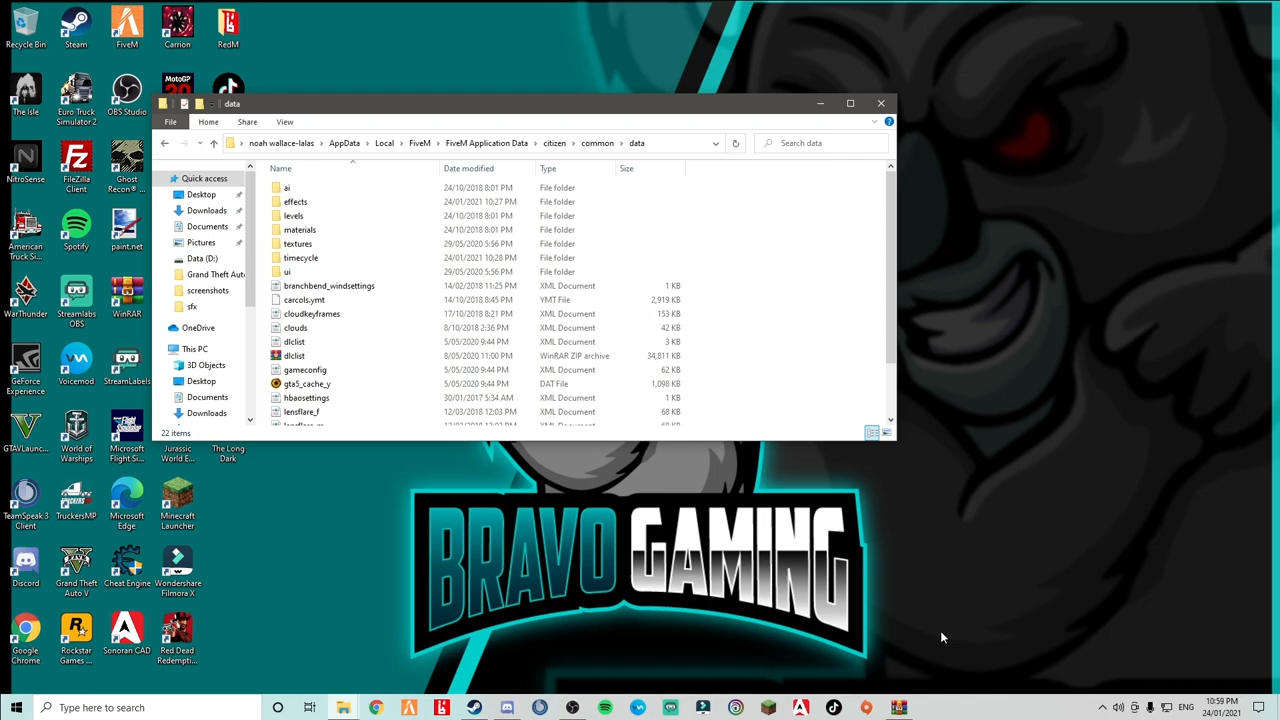 Recycle Bin
Steam
FiveM
Carrion
RedM
The Isle
Euro Truck Simulator 2
OBS Studio
MotoGP 20
NitroSense
FileZilla Client
Ghost Recon® ...
American Truck Si...
Spotify
paint.net
WarThunder
Streamlabs OBS
WinRAR
GeForce Experience
Voicemod
StreamLabels
GTAVLaunc...
World of Warships
Microsoft Flight Si...
Jurassic World E...
The Long Dark
TeamSpeak 3 Client
TruckersMP
Microsoft Edge
Minecraft Launcher
Discord
Grand Theft Auto V
Cheat Engine
Wondershare Filmora X
Google Chrome
Rockstar Games ...
Sonoran CAD
Red Dead Redempti...
data
File Home Share View
noah wallace-lalas > AppData > Local > FiveM > FiveM Application Data > citizen > common > data
Search data
Name Date modified Type Size
Quick access
Desktop
Downloads
Documents
Pictures
Data (D:)
Grand Theft Aut
screenshots
sfx
OneDrive
This PC
3D Objects
Desktop
Documents
Downloads
ai 24/10/2018 8:01 PM File folder
effects 24/01/2021 10:27 PM File folder
levels 24/10/2018 8:01 PM File folder
materials 24/10/2018 8:01 PM File folder
textures 29/05/2020 5:56 PM File folder
timecycle 24/01/2021 10:28 PM File folder
ui 29/05/2020 5:56 PM File folder
branchbend_windsettings 14/02/2018 11:25 PM XML Document 1 KB
carcols.ymt 14/10/2018 8:45 PM YMT File 2,919 KB
cloudkeyframes 17/10/2018 8:21 PM XML Document 153 KB
clouds 8/10/2018 2:36 PM XML Document 42 KB
dlclist 5/05/2020 9:44 PM XML Document 3 KB
dlclist 8/05/2020 11:00 PM WinRAR ZIP archive 34,811 KB
gameconfig 5/05/2020 9:44 PM XML Document 62 KB
gta5_cache_y 5/05/2020 9:44 PM DAT File 1,098 KB
hbaosettings 30/01/2017 5:34 AM XML Document 1 KB
lensflare_f 12/03/2018 12:03 PM XML Document 68 KB
22 items
BRAVO GAMING
Type here to search
ENG
10:59 PM
24/01/2021